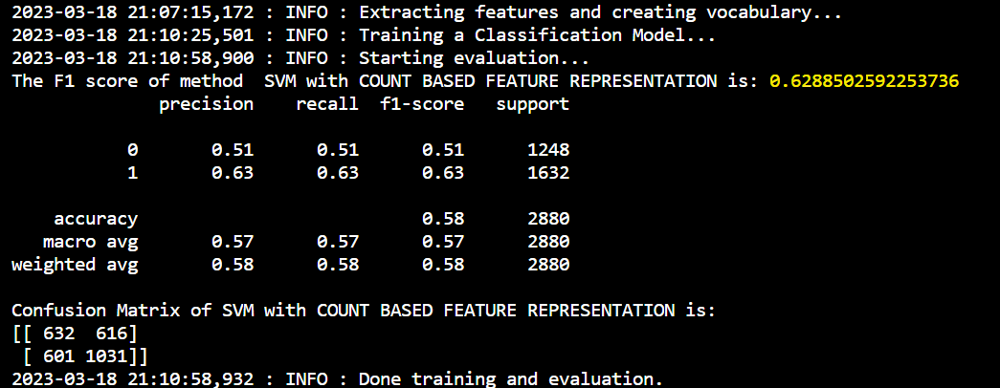 2023-03-18 21:07:15,172 : INFO : Extracting features and creating vocabulary...
2023-03-18 21:10:25,501 : INFO : Training a Classification Model...
2023-03-18 21:10:58,900 : INFO : Starting evaluation...
The F1 score of method  SVM with COUNT BASED FEATURE REPRESENTATION is: 0.6288502592253736
              precision    recall  f1-score   support

           0       0.51      0.51      0.51      1248
           1       0.63      0.63      0.63      1632

    accuracy                           0.58      2880
   macro avg       0.57      0.57      0.57      2880
weighted avg       0.58      0.58      0.58      2880

Confusion Matrix of SVM with COUNT BASED FEATURE REPRESENTATION is:
[[ 632  616]
 [ 601 1031]]
2023-03-18 21:10:58,932 : INFO : Done training and evaluation.